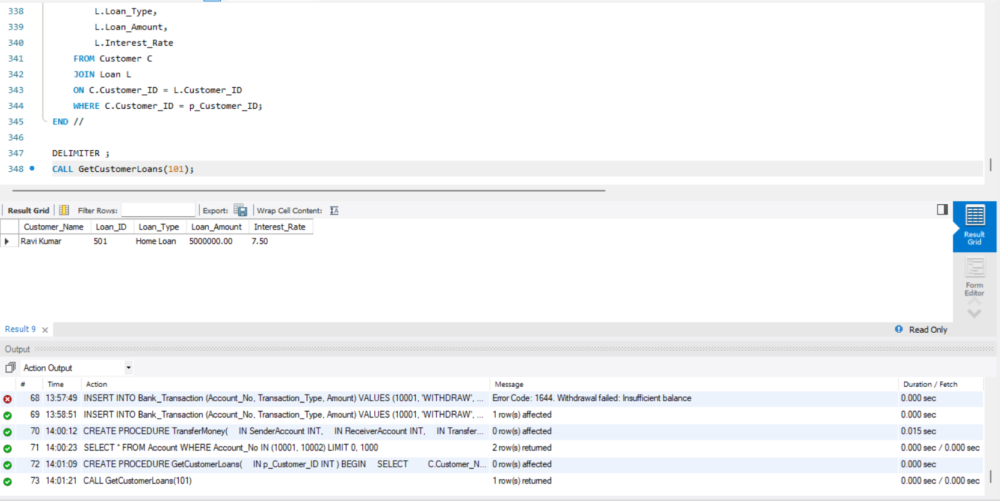 338 L.Loan_Type,
339 L.Loan_Amount,
340 L.Interest_Rate
341 FROM Customer C
342 JOIN Loan L
343 ON C.Customer_ID = L.Customer_ID
344 WHERE C.Customer_ID = p_Customer_ID;
345 END //
346
347 DELIMITER ;
348 CALL GetCustomerLoans(101);
Result Grid Filter Rows: Export: Wrap Cell Content: IA
Customer_Name Loan_ID Loan_Type Loan_Amount Interest_Rate
Ravi Kumar 501 Home Loan 5000000.00 7.50
Result
Grid
Form
Editor
Result 9 × Read Only
Output
Action Output
# Time Action Message Duration / Fetch
68 13:57:49 INSERT INTO Bank_Transaction (Account_No, Transaction_Type, Amount) VALUES (10001, 'WITHDRAW', ... Error Code: 1644. Withdrawal failed: Insufficient balance 0.000 sec
69 13:58:51 INSERT INTO Bank_Transaction (Account_No, Transaction_Type, Amount) VALUES (10001, 'WITHDRAW', ... 1 row(s) affected 0.000 sec
70 14:00:12 CREATE PROCEDURE TransferMoney( IN SenderAccount INT, IN ReceiverAccount INT, IN Transfer... 0 row(s) affected 0.015 sec
71 14:00:23 SELECT * FROM Account WHERE Account_No IN (10001, 10002) LIMIT 0, 1000 2 row(s) returned 0.000 sec / 0.000 sec
72 14:01:09 CREATE PROCEDURE GetCustomerLoans( IN p_Customer_ID INT ) BEGIN SELECT C.Customer_N... 0 row(s) affected 0.000 sec
73 14:01:21 CALL GetCustomerLoans(101) 1 row(s) returned 0.000 sec / 0.000 sec